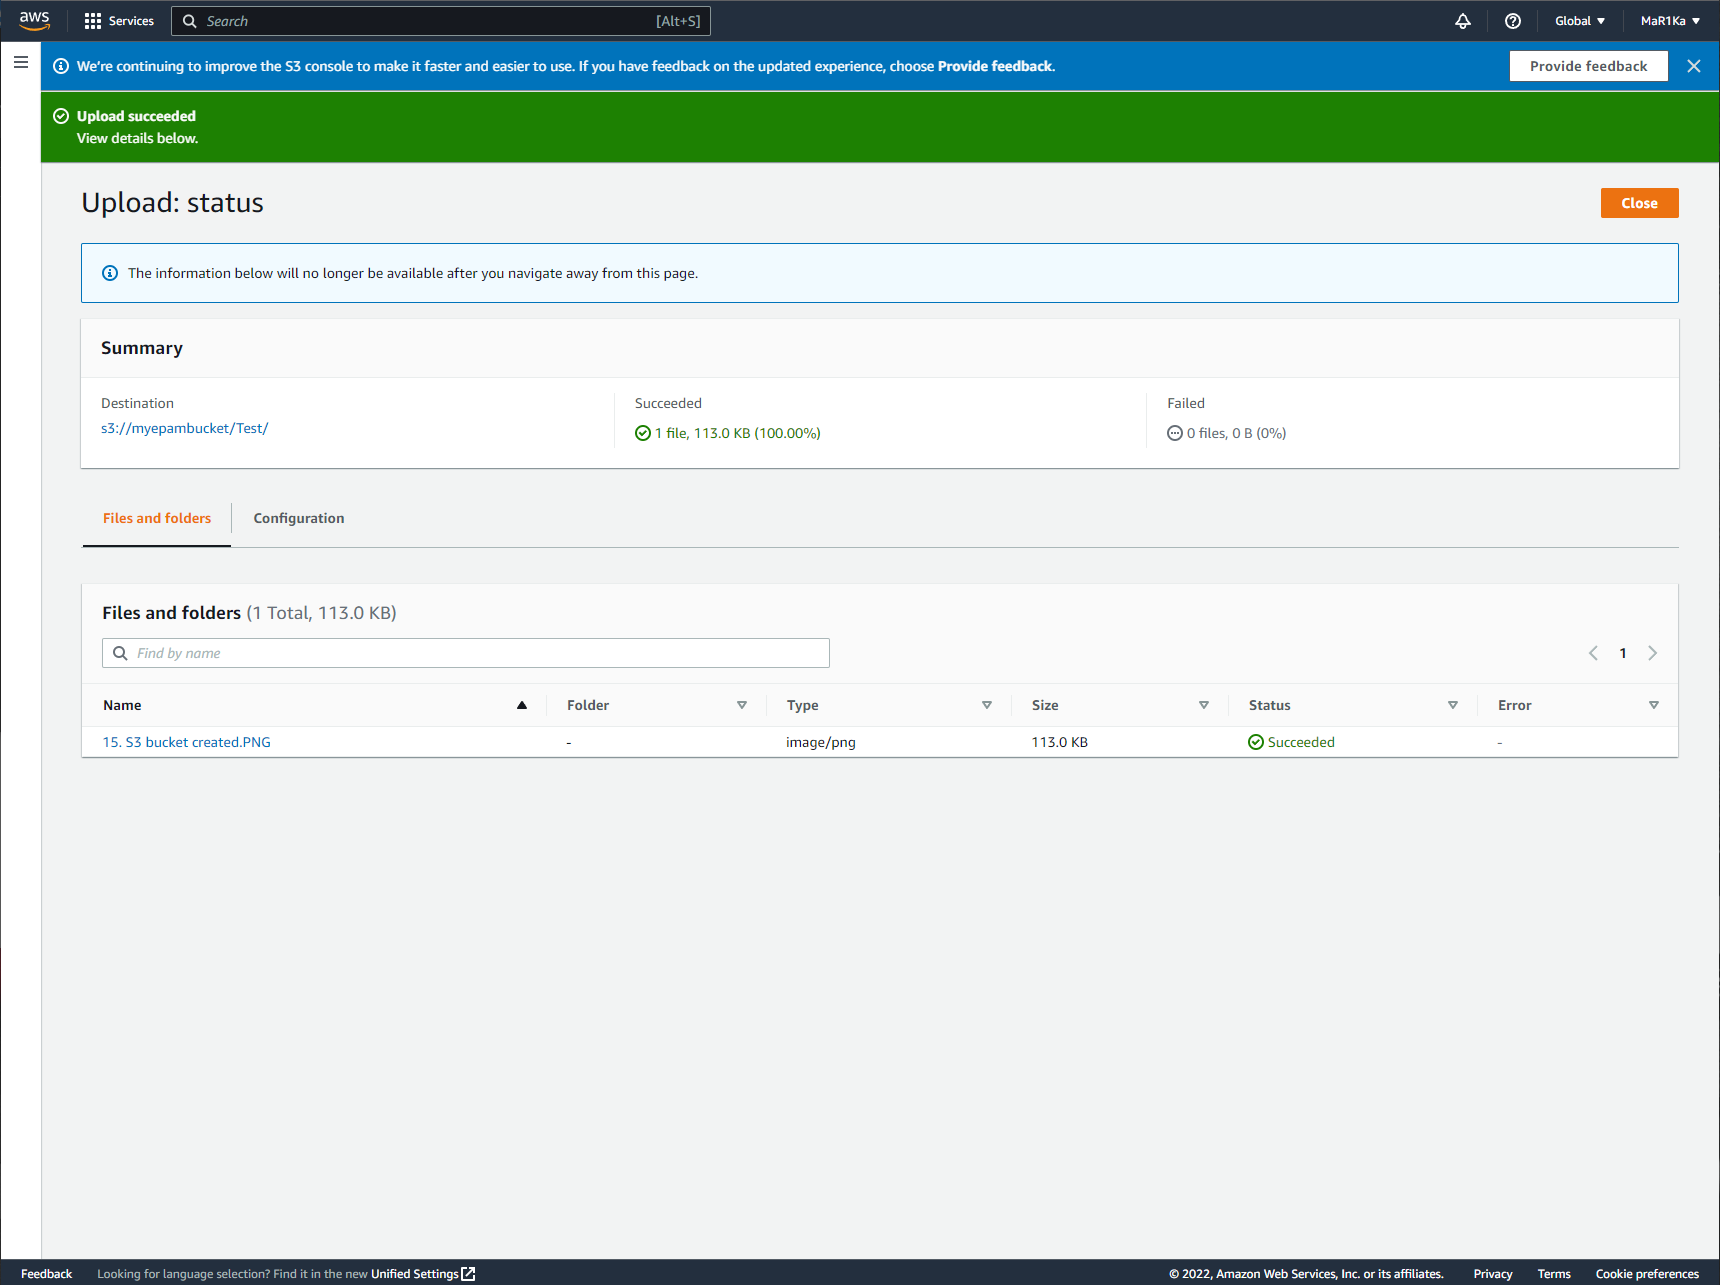 aws Services Search [Alt+S] Global MaR1Ka
We're continuing to improve the S3 console to make it faster and easier to use. If you have feedback on the updated experience, choose Provide feedback. Provide feedback
Upload succeeded
View details below.
Upload: status Close
The information below will no longer be available after you navigate away from this page.
Summary
Destination Succeeded Failed
s3://myepambucket/Test/ 1 file, 113.0 KB (100.00%) 0 files, 0 B (0%)
Files and folders Configuration
Files and folders (1 Total, 113.0 KB)
Find by name 1
Name Folder Type Size Status Error
15. S3 bucket created.PNG - image/png 113.0 KB Succeeded -
Feedback Looking for language selection? Find it in the new Unified Settings © 2022, Amazon Web Services, Inc. or its affiliates. Privacy Terms Cookie preferences